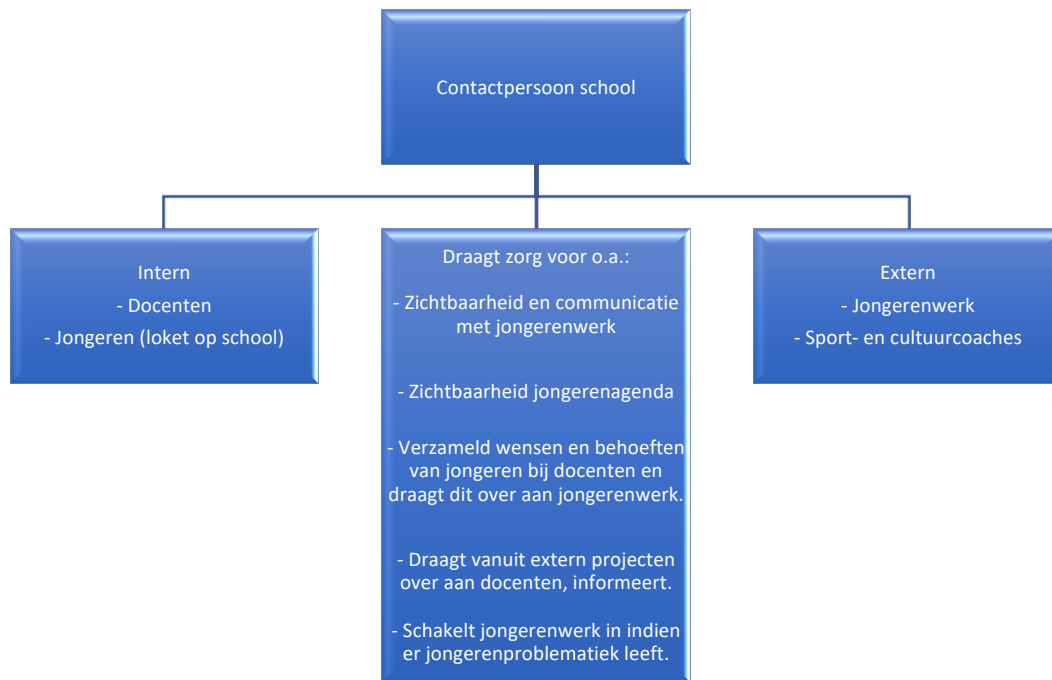 Contactpersoon school
Intern
- Docenten
- Jongeren (loket op school)
Draagt zorg voor o.a.:
- Zichtbaarheid en communicatie
met jongerenwerk
- Zichtbaarheid jongerenagenda
- Verzameld wensen en behoeften
van jongeren bij docenten en
draagt dit over aan jongerenwerk.
- Draagt vanuit extern projecten
over aan docenten, informeert.
- Schakelt jongerenwerk in indien
er jongerenproblematiek leeft.
Extern
- Jongerenwerk
- Sport- en cultuurcoaches